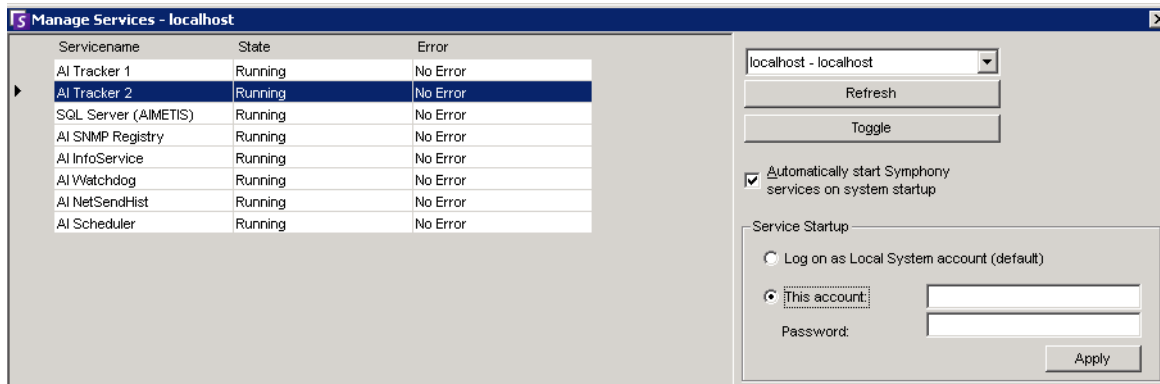 Manage Services - localhost
Servicename State Error
AI Tracker 1 Running No Error
AI Tracker 2 Running No Error
SQL Server (AIMETIS) Running No Error
AI SNMP Registry Running No Error
AI InfoService Running No Error
AI Watchdog Running No Error
AI NetSendHist Running No Error
AI Scheduler Running No Error
localhost - localhost
Refresh
Toggle
Automatically start Symphony
services on system startup
Service Startup
Log on as Local System account (default)
This account:
Password:
Apply